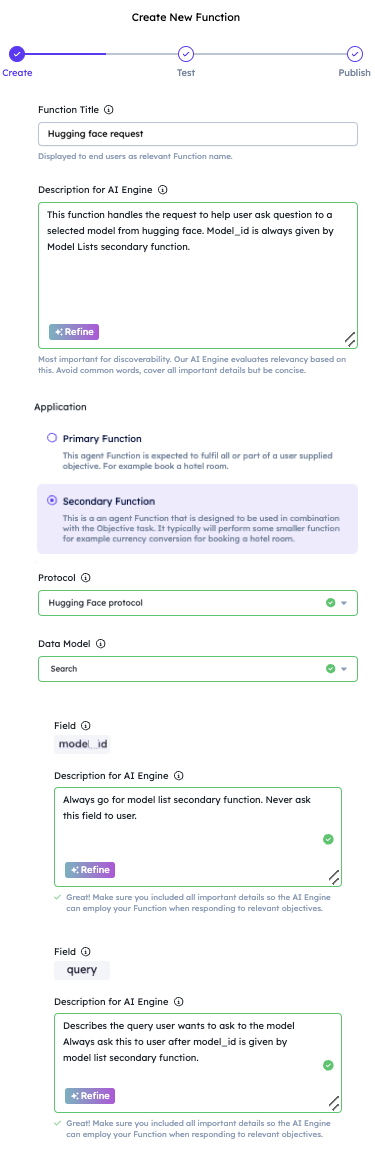 Create New Function
Create
Test
Publish
Function Title
Hugging face request
Displayed to end users as relevant Function name.
Description for AI Engine
This function handles the request to help user ask question to a
selected model from hugging face. Model_id is always given by
Model Lists secondary function.
Refine
Most important for discoverability. Our AI Engine evaluates relevancy based on
this. Avoid common words, cover all important details but be concise.
Application
Primary Function
This agent Function is expected to fulfil all or part of a user supplied
objective. For example book a hotel room.
Secondary Function
This is a an agent Function that is designed to be used in combination
with the Objective task. It typically will perform some smaller function
for example currency conversion for booking a hotel room.
Protocol
Hugging Face protocol
Data Model
Search
Field
model_id
Description for AI Engine
Always go for model list secondary function. Never ask
this field to user.
Refine
Great! Make sure you included all important details so the AI Engine
can employ your Function when responding to relevant objectives.
Field
query
Description for AI Engine
Describes the query user wants to ask to the model
Always ask this to user after model_id is given by
model list secondary function.
Refine
Great! Make sure you included all important details so the AI Engine
can employ your Function when responding to relevant objectives.